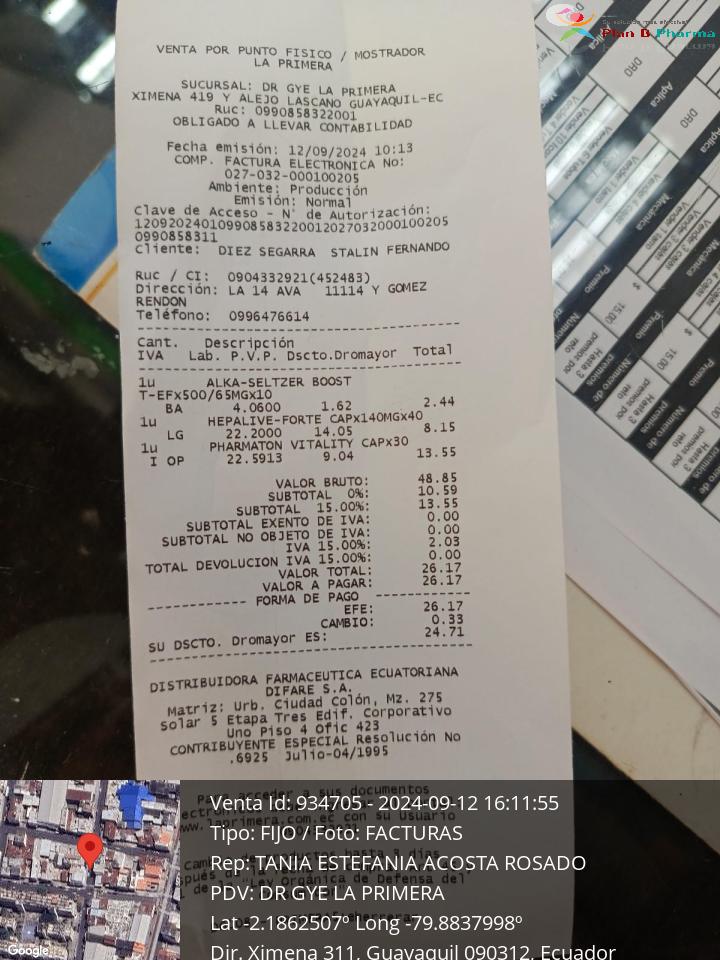 Plan B Pharma
VENTA POR PUNTO FISICO / MOSTRADOR
LA PRIMERA
SUCURSAL: DR GYE LA PRIMERA
XIMENA 419 Y ALEJO LASCANO GUAYAQUIL-EC
Ruc: 0990858322001
OBLIGADO A LLEVAR CONTABILIDAD
Fecha emisión: 12/09/2024 10:13
COMP. FACTURA ELECTRONICA No:
027-032-000100205
Ambiente: Producción
Emisión: Normal
Clave de Acceso - N° de Autorización:
120920240109908583220012027032000100205
0990858311
Cliente: DIEZ SEGARRA STALIN FERNANDO
Ruc / CI: 0904332921(452483)
Dirección: LA 14 AVA 11114 Y GOMEZ
RENDON
Teléfono: 0996476614
Cant. Descripción
IVA Lab. P.V.P. Dscto.Dromayor Total
1u ALKA-SELTZER BOOST
T-EFx500/65MGx10
BA 4.0600 1.62 2.44
1u HEPALIVE-FORTE CAPx140MGx40
LG 22.2000 14.05 8.15
1u PHARMATON VITALITY CAPx30
I OP 22.5913 9.04 13.55
VALOR BRUTO: 48.85
SUBTOTAL 0%: 10.59
SUBTOTAL 15.00%: 13.55
SUBTOTAL EXENTO DE IVA: 0.00
SUBTOTAL NO OBJETO DE IVA: 0.00
IVA 15.00%: 2.03
TOTAL DEVOLUCION IVA 15.00%: 0.00
VALOR TOTAL: 26.17
VALOR A PAGAR: 26.17
------------ FORMA DE PAGO ------------
EFE: 26.17
CAMBIO: 0.33
SU DSCTO. Dromayor ES: 24.71
DISTRIBUIDORA FARMACEUTICA ECUATORIANA
DIFARE S.A.
Matriz: Urb. Ciudad Colón, Mz. 275
solar 5 Etapa Tres Edif. Corporativo
Uno Piso 4 Ofic 423
CONTRIBUYENTE ESPECIAL Resolución No
.6925 Julio-04/1995
Venta Id: 934705 - 2024-09-12 16:11:55
Tipo: FIJO / Foto: FACTURAS
Rep: TANIA ESTEFANIA ACOSTA ROSADO
PDV: DR GYE LA PRIMERA
Lat -2.1862507º Long -79.8837998º
Dir. Ximena 311, Guayaquil 090312, Ecuador
Google